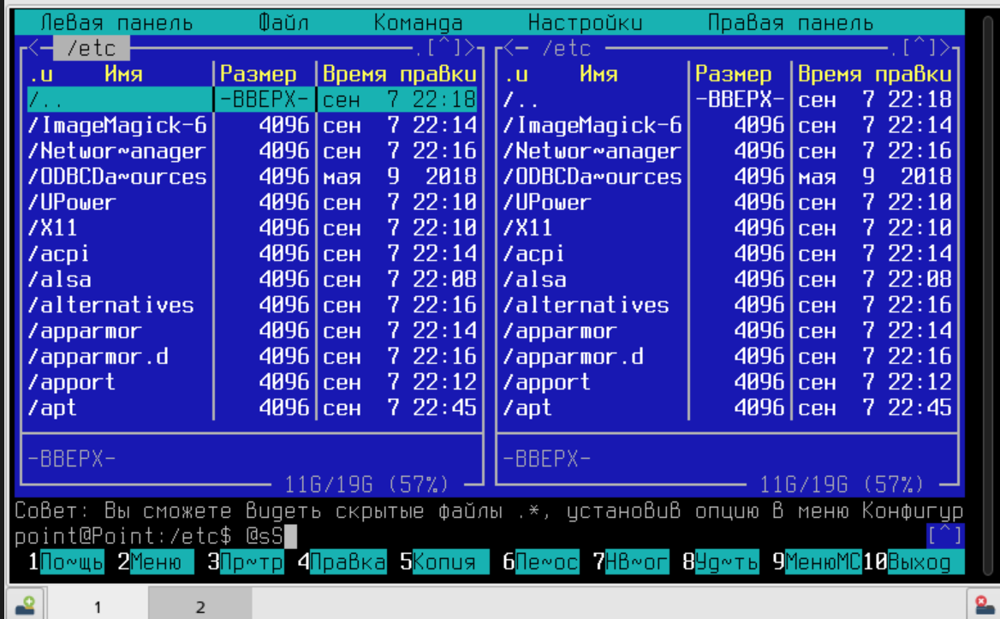 Левая панель Файл Команда Настройки Правая панель
<- /etc .[^]> <- /etc .[^]>
.и Имя Размер Время правки .и Имя Размер Время правки
/.. -ВВЕРХ- сен 7 22:18 /.. -ВВЕРХ- сен 7 22:18
/ImageMagick-6 4096 сен 7 22:14 /ImageMagick-6 4096 сен 7 22:14
/Networ~anager 4096 сен 7 22:16 /Networ~anager 4096 сен 7 22:16
/ODBCDa~ources 4096 мая 9 2018 /ODBCDa~ources 4096 мая 9 2018
/UPower 4096 сен 7 22:10 /UPower 4096 сен 7 22:10
/X11 4096 сен 7 22:10 /X11 4096 сен 7 22:10
/acpi 4096 сен 7 22:14 /acpi 4096 сен 7 22:14
/alsa 4096 сен 7 22:08 /alsa 4096 сен 7 22:08
/alternatives 4096 сен 7 22:16 /alternatives 4096 сен 7 22:16
/apparmor 4096 сен 7 22:14 /apparmor 4096 сен 7 22:14
/apparmor.d 4096 сен 7 22:16 /apparmor.d 4096 сен 7 22:16
/apport 4096 сен 7 22:12 /apport 4096 сен 7 22:12
/apt 4096 сен 7 22:45 /apt 4096 сен 7 22:45
-ВВЕРХ- -ВВЕРХ-
11G/19G (57%) 11G/19G (57%)
Совет: Вы сможете видеть скрытые файлы .*, установив опцию в меню Конфигур
point@Point:/etc$ @sS [^]
1По~щь 2Меню 3Пр~тр 4Правка 5Копия 6Пе~ос 7НВ~ог 8Уд~ть 9МенюMC 10Выход
1 2